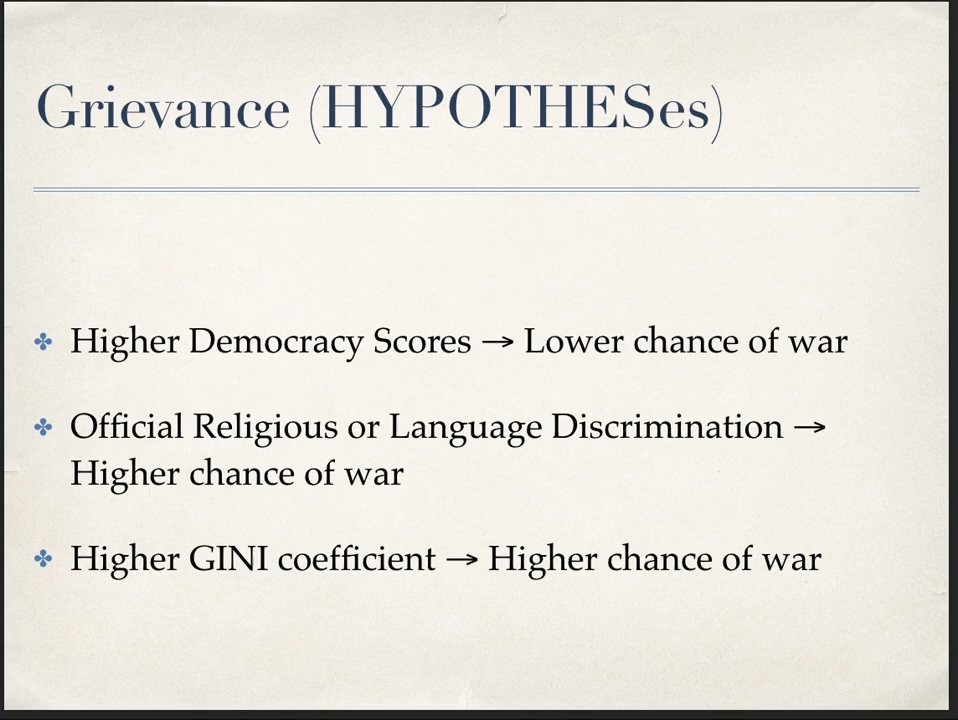 Grievance (HYPOTHESes)
Higher Democracy Scores → Lower chance of war
Official Religious or Language Discrimination →
Higher chance of war
Higher GINI coefficient → Higher chance of war